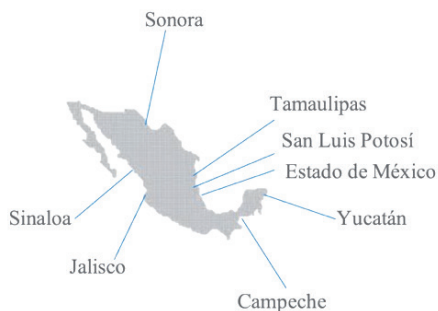 Sonora
Tamaulipas
San Luis Potosí
Estado de México
Sinaloa
Yucatán
Jalisco
Campeche